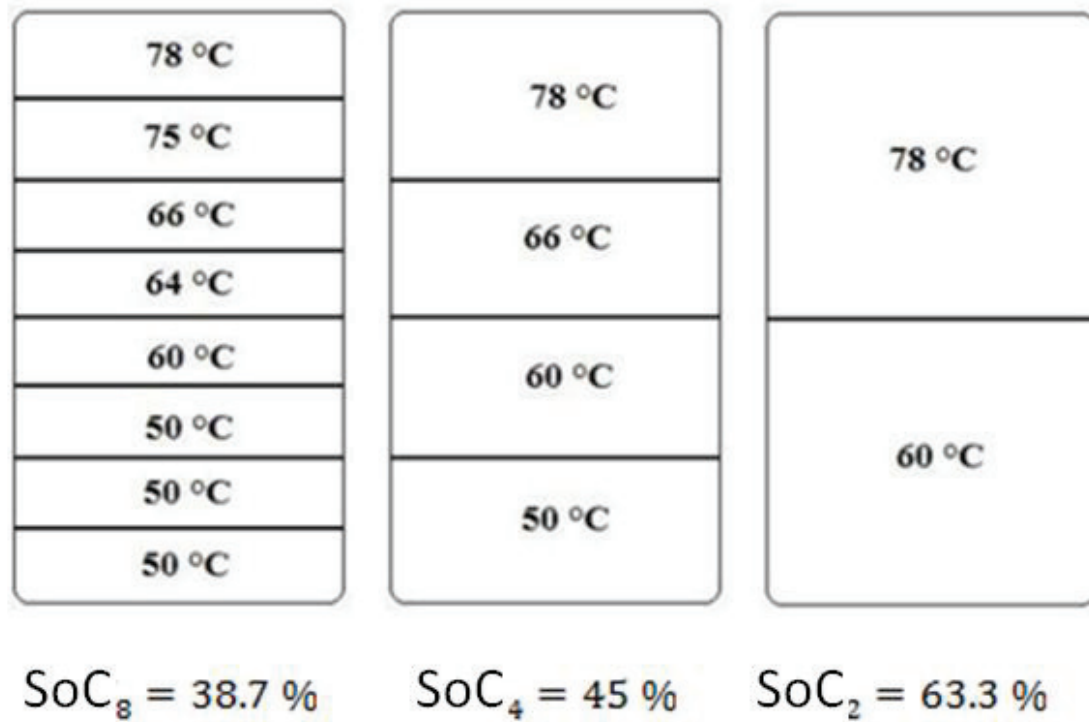 78 °C
75 °C
66 °C
64 °C
60 °C
50 °C
50 °C
50 °C
78 °C
66 °C
60 °C
50 °C
78 °C
60 °C
SoC₈ = 38.7 %
SoC₄ = 45 %
SoC₂ = 63.3 %